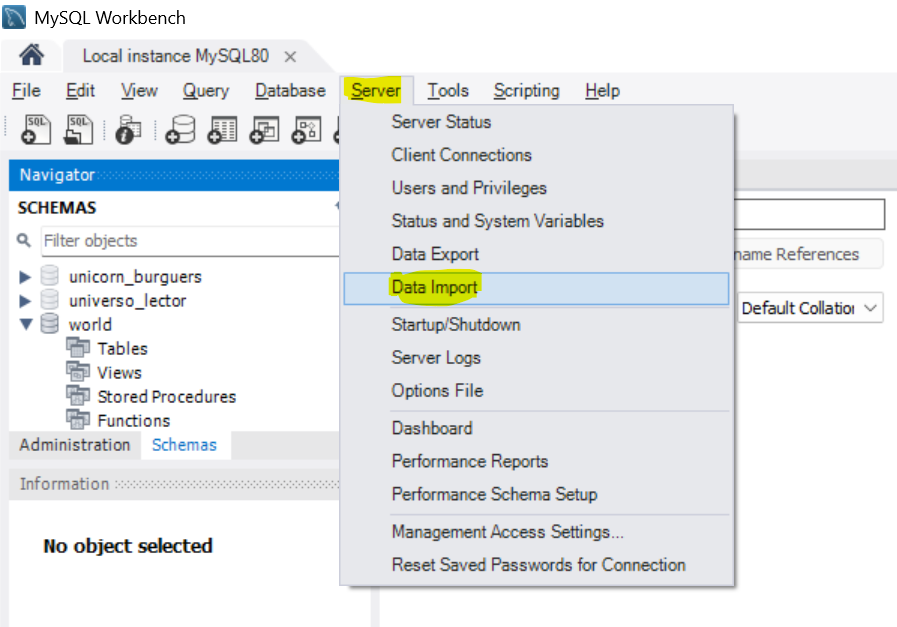 MySQL Workbench
Local instance MySQL80
File Edit View Query Database Server Tools Scripting Help
SQL SQL
Navigator
SCHEMAS
Filter objects
unicorn_burguers
universo_lector
world
Tables
Views
Stored Procedures
Functions
Administration Schemas
Information
No object selected
Server Status
Client Connections
Users and Privileges
Status and System Variables
Data Export
Data Import
Startup/Shutdown
Server Logs
Options File
Dashboard
Performance Reports
Performance Schema Setup
Management Access Settings...
Reset Saved Passwords for Connection
name References
Default Collation